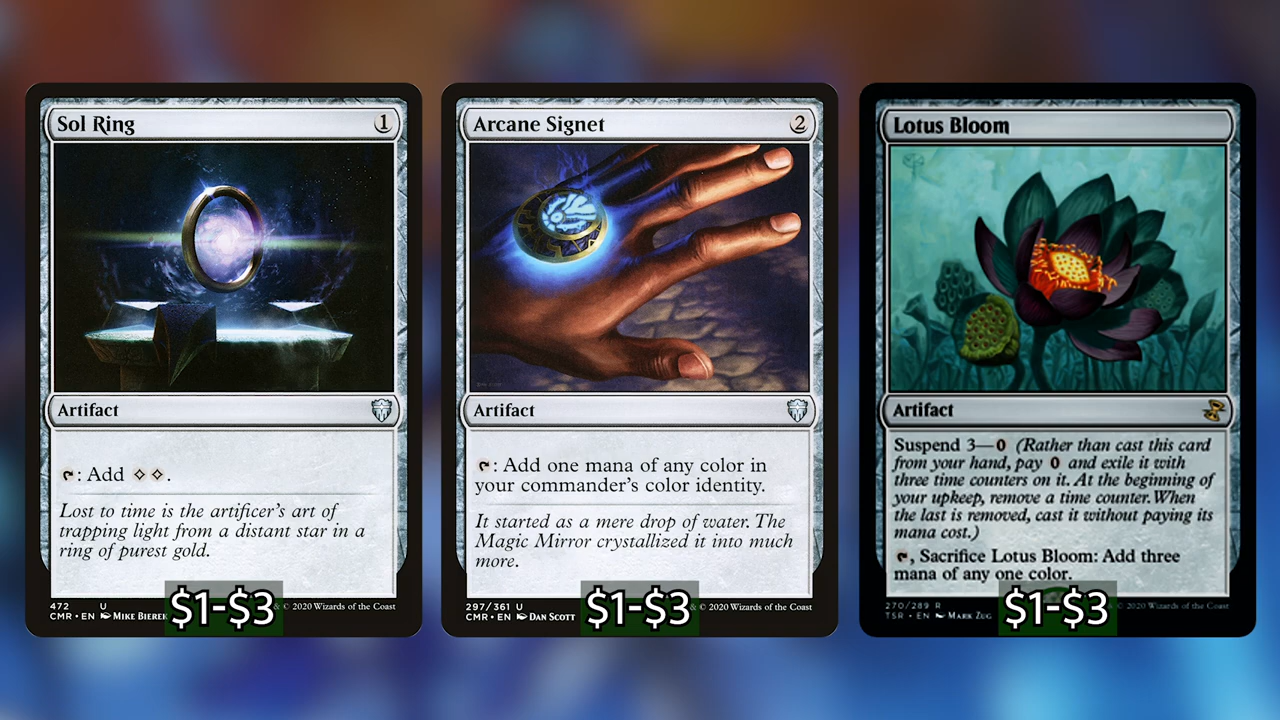 Sol Ring 1
Artifact
: Add .
Lost to time is the artificer's art of
trapping light from a distant star in a
ring of purest gold.
472 U
CMR • EN MIKE BIEREK
& © 2020 Wizards of the Coast
$1-$3
Arcane Signet 2
Artifact
: Add one mana of any color in
your commander's color identity.
It started as a mere drop of water. The
Magic Mirror crystallized it into much
more.
297/361 U
CMR • EN DAN SCOTT
& © 2020 Wizards of the Coast
$1-$3
Lotus Bloom
Artifact
Suspend 3—0 (Rather than cast this card
from your hand, pay 0 and exile it with
three time counters on it. At the beginning of
your upkeep, remove a time counter. When
the last is removed, cast it without paying its
mana cost.)
, Sacrifice Lotus Bloom: Add three
mana of any one color.
270/289 R
TSR • EN MARK ZUG
© 2020 Wizards of the Coast
$1-$3